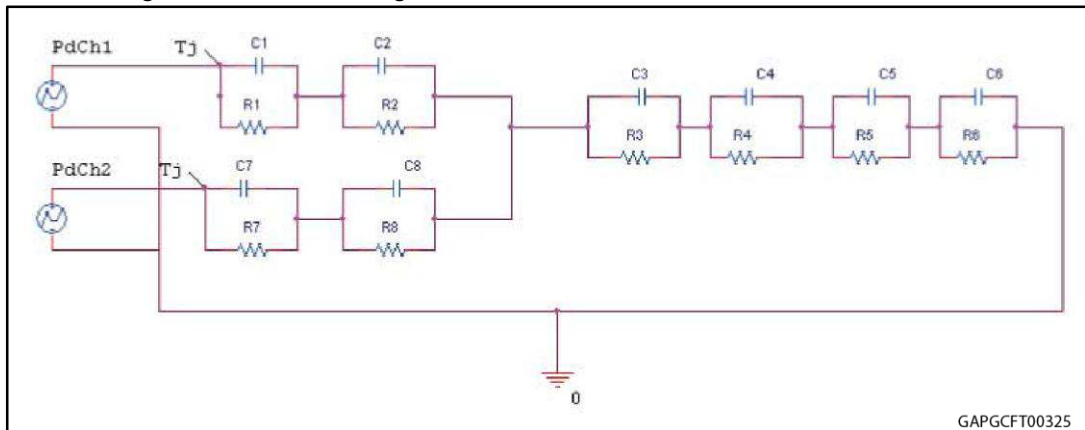 PdCh1
Tj
C1
C2
R1
R2
C3
C4
C5
C6
R3
R4
R5
R6
PdCh2
Tj
C7
C8
R7
R8
0
GAPGCFT00325